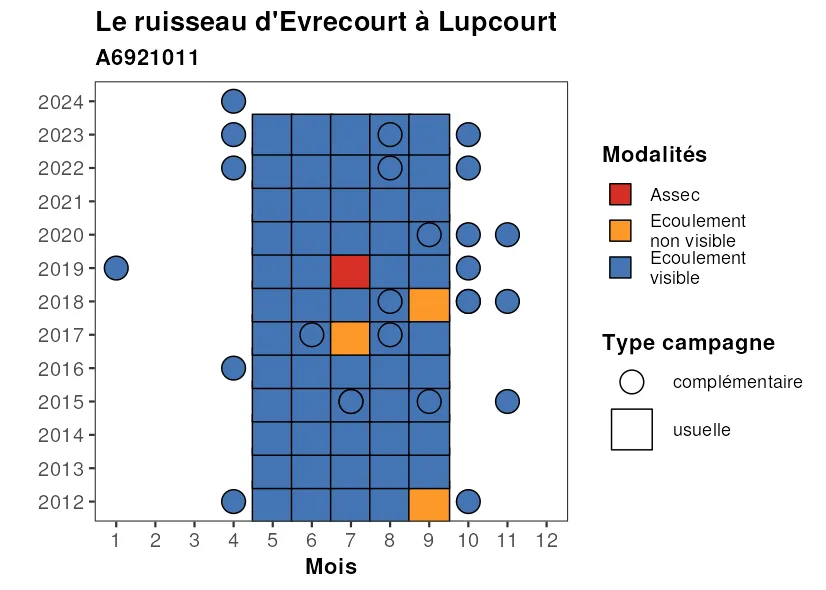 Le ruisseau d'Evrecourt à Lupcourt
A6921011
2024
2023
2022
2021
2020
2019
2018
2017
2016
2015
2014
2013
2012
1 2 3 4 5 6 7 8 9 10 11 12
Mois
Modalités
Assec
Ecoulement
non visible
Ecoulement
visible
Type campagne
complémentaire
usuelle